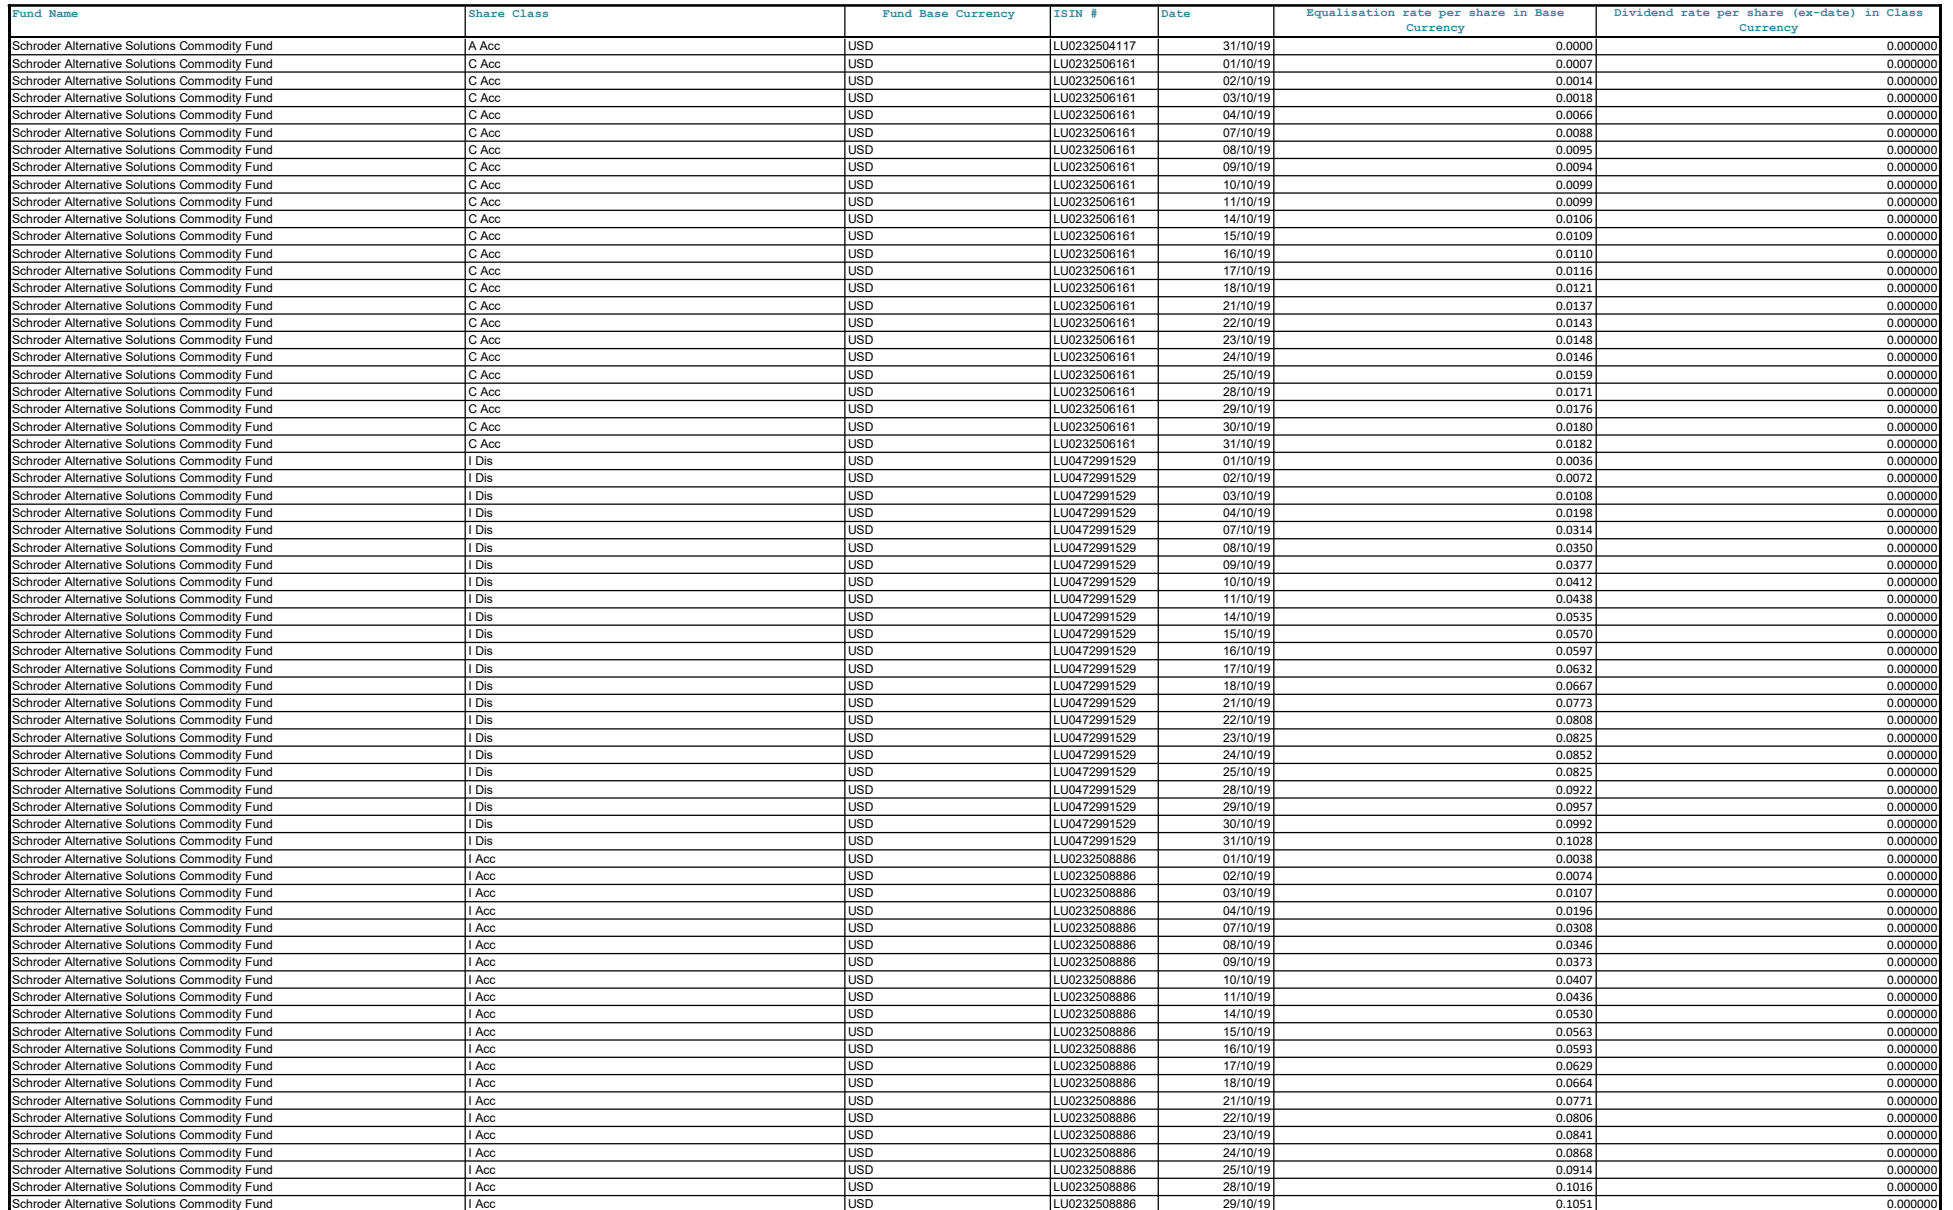 Fund Name Share Class Fund Base Currency ISIN # Date Equalisation rate per share in Base Currency Dividend rate per share (ex-date) in Class Currency
Schroder Alternative Solutions Commodity Fund A Acc USD LU0232504117 31/10/19 0.0000 0.000000
Schroder Alternative Solutions Commodity Fund C Acc USD LU0232506161 01/10/19 0.0007 0.000000
Schroder Alternative Solutions Commodity Fund C Acc USD LU0232506161 02/10/19 0.0014 0.000000
Schroder Alternative Solutions Commodity Fund C Acc USD LU0232506161 03/10/19 0.0018 0.000000
Schroder Alternative Solutions Commodity Fund C Acc USD LU0232506161 04/10/19 0.0066 0.000000
Schroder Alternative Solutions Commodity Fund C Acc USD LU0232506161 07/10/19 0.0088 0.000000
Schroder Alternative Solutions Commodity Fund C Acc USD LU0232506161 08/10/19 0.0095 0.000000
Schroder Alternative Solutions Commodity Fund C Acc USD LU0232506161 09/10/19 0.0094 0.000000
Schroder Alternative Solutions Commodity Fund C Acc USD LU0232506161 10/10/19 0.0099 0.000000
Schroder Alternative Solutions Commodity Fund C Acc USD LU0232506161 11/10/19 0.0099 0.000000
Schroder Alternative Solutions Commodity Fund C Acc USD LU0232506161 14/10/19 0.0106 0.000000
Schroder Alternative Solutions Commodity Fund C Acc USD LU0232506161 15/10/19 0.0109 0.000000
Schroder Alternative Solutions Commodity Fund C Acc USD LU0232506161 16/10/19 0.0110 0.000000
Schroder Alternative Solutions Commodity Fund C Acc USD LU0232506161 17/10/19 0.0116 0.000000
Schroder Alternative Solutions Commodity Fund C Acc USD LU0232506161 18/10/19 0.0121 0.000000
Schroder Alternative Solutions Commodity Fund C Acc USD LU0232506161 21/10/19 0.0137 0.000000
Schroder Alternative Solutions Commodity Fund C Acc USD LU0232506161 22/10/19 0.0143 0.000000
Schroder Alternative Solutions Commodity Fund C Acc USD LU0232506161 23/10/19 0.0148 0.000000
Schroder Alternative Solutions Commodity Fund C Acc USD LU0232506161 24/10/19 0.0146 0.000000
Schroder Alternative Solutions Commodity Fund C Acc USD LU0232506161 25/10/19 0.0159 0.000000
Schroder Alternative Solutions Commodity Fund C Acc USD LU0232506161 28/10/19 0.0171 0.000000
Schroder Alternative Solutions Commodity Fund C Acc USD LU0232506161 29/10/19 0.0176 0.000000
Schroder Alternative Solutions Commodity Fund C Acc USD LU0232506161 30/10/19 0.0180 0.000000
Schroder Alternative Solutions Commodity Fund C Acc USD LU0232506161 31/10/19 0.0182 0.000000
Schroder Alternative Solutions Commodity Fund I Dis USD LU0472991529 01/10/19 0.0036 0.000000
Schroder Alternative Solutions Commodity Fund I Dis USD LU0472991529 02/10/19 0.0072 0.000000
Schroder Alternative Solutions Commodity Fund I Dis USD LU0472991529 03/10/19 0.0108 0.000000
Schroder Alternative Solutions Commodity Fund I Dis USD LU0472991529 04/10/19 0.0198 0.000000
Schroder Alternative Solutions Commodity Fund I Dis USD LU0472991529 07/10/19 0.0314 0.000000
Schroder Alternative Solutions Commodity Fund I Dis USD LU0472991529 08/10/19 0.0350 0.000000
Schroder Alternative Solutions Commodity Fund I Dis USD LU0472991529 09/10/19 0.0377 0.000000
Schroder Alternative Solutions Commodity Fund I Dis USD LU0472991529 10/10/19 0.0412 0.000000
Schroder Alternative Solutions Commodity Fund I Dis USD LU0472991529 11/10/19 0.0438 0.000000
Schroder Alternative Solutions Commodity Fund I Dis USD LU0472991529 14/10/19 0.0535 0.000000
Schroder Alternative Solutions Commodity Fund I Dis USD LU0472991529 15/10/19 0.0570 0.000000
Schroder Alternative Solutions Commodity Fund I Dis USD LU0472991529 16/10/19 0.0597 0.000000
Schroder Alternative Solutions Commodity Fund I Dis USD LU0472991529 17/10/19 0.0632 0.000000
Schroder Alternative Solutions Commodity Fund I Dis USD LU0472991529 18/10/19 0.0667 0.000000
Schroder Alternative Solutions Commodity Fund I Dis USD LU0472991529 21/10/19 0.0773 0.000000
Schroder Alternative Solutions Commodity Fund I Dis USD LU0472991529 22/10/19 0.0808 0.000000
Schroder Alternative Solutions Commodity Fund I Dis USD LU0472991529 23/10/19 0.0825 0.000000
Schroder Alternative Solutions Commodity Fund I Dis USD LU0472991529 24/10/19 0.0852 0.000000
Schroder Alternative Solutions Commodity Fund I Dis USD LU0472991529 25/10/19 0.0825 0.000000
Schroder Alternative Solutions Commodity Fund I Dis USD LU0472991529 28/10/19 0.0922 0.000000
Schroder Alternative Solutions Commodity Fund I Dis USD LU0472991529 29/10/19 0.0957 0.000000
Schroder Alternative Solutions Commodity Fund I Dis USD LU0472991529 30/10/19 0.0992 0.000000
Schroder Alternative Solutions Commodity Fund I Dis USD LU0472991529 31/10/19 0.1028 0.000000
Schroder Alternative Solutions Commodity Fund I Acc USD LU0232508886 01/10/19 0.0038 0.000000
Schroder Alternative Solutions Commodity Fund I Acc USD LU0232508886 02/10/19 0.0074 0.000000
Schroder Alternative Solutions Commodity Fund I Acc USD LU0232508886 03/10/19 0.0107 0.000000
Schroder Alternative Solutions Commodity Fund I Acc USD LU0232508886 04/10/19 0.0196 0.000000
Schroder Alternative Solutions Commodity Fund I Acc USD LU0232508886 07/10/19 0.0308 0.000000
Schroder Alternative Solutions Commodity Fund I Acc USD LU0232508886 08/10/19 0.0346 0.000000
Schroder Alternative Solutions Commodity Fund I Acc USD LU0232508886 09/10/19 0.0373 0.000000
Schroder Alternative Solutions Commodity Fund I Acc USD LU0232508886 10/10/19 0.0407 0.000000
Schroder Alternative Solutions Commodity Fund I Acc USD LU0232508886 11/10/19 0.0436 0.000000
Schroder Alternative Solutions Commodity Fund I Acc USD LU0232508886 14/10/19 0.0530 0.000000
Schroder Alternative Solutions Commodity Fund I Acc USD LU0232508886 15/10/19 0.0563 0.000000
Schroder Alternative Solutions Commodity Fund I Acc USD LU0232508886 16/10/19 0.0593 0.000000
Schroder Alternative Solutions Commodity Fund I Acc USD LU0232508886 17/10/19 0.0629 0.000000
Schroder Alternative Solutions Commodity Fund I Acc USD LU0232508886 18/10/19 0.0664 0.000000
Schroder Alternative Solutions Commodity Fund I Acc USD LU0232508886 21/10/19 0.0771 0.000000
Schroder Alternative Solutions Commodity Fund I Acc USD LU0232508886 22/10/19 0.0806 0.000000
Schroder Alternative Solutions Commodity Fund I Acc USD LU0232508886 23/10/19 0.0841 0.000000
Schroder Alternative Solutions Commodity Fund I Acc USD LU0232508886 24/10/19 0.0868 0.000000
Schroder Alternative Solutions Commodity Fund I Acc USD LU0232508886 25/10/19 0.0914 0.000000
Schroder Alternative Solutions Commodity Fund I Acc USD LU0232508886 28/10/19 0.1016 0.000000
Schroder Alternative Solutions Commodity Fund I Acc USD LU0232508886 29/10/19 0.1051 0.000000